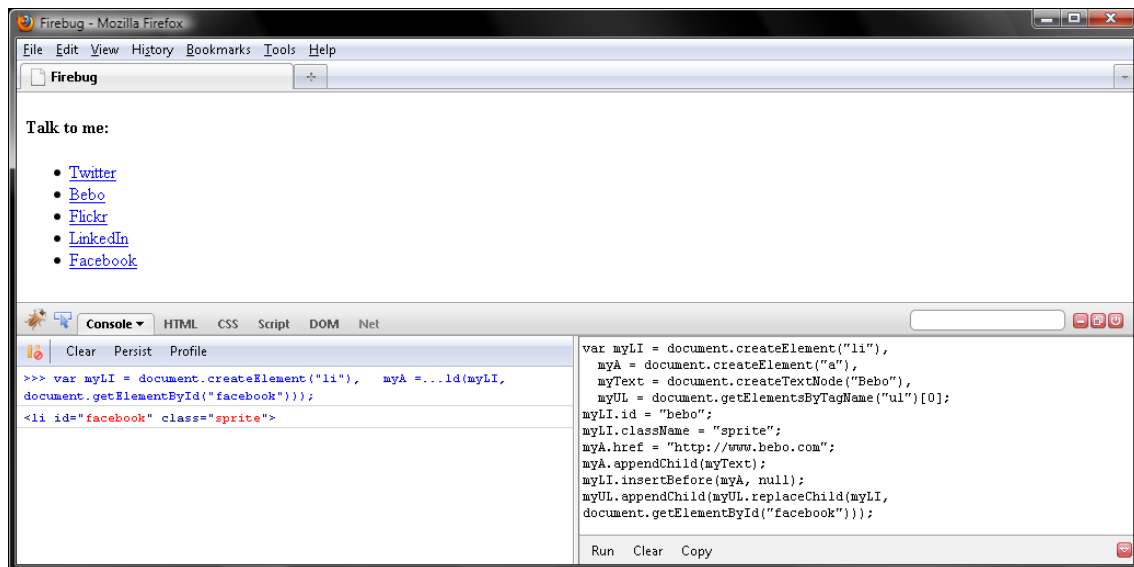 Firebug - Mozilla Firefox
File Edit View History Bookmarks Tools Help
Firebug
Talk to me:
Twitter
Bebo
Flickr
LinkedIn
Facebook
Console HTML CSS Script DOM Net
Clear Persist Profile
>>> var myLI = document.createElement("li"), myA =...ld(myLI,
document.getElementById("facebook")));
<li id="facebook" class="sprite">
var myLI = document.createElement("li"),
myA = document.createElement("a"),
myText = document.createTextNode("Bebo"),
myUL = document.getElementsByTagName("ul")[0];
myLI.id = "bebo";
myLI.className = "sprite";
myA.href = "http://www.bebo.com";
myA.appendChild(myText);
myLI.insertBefore(myA, null);
myUL.appendChild(myUL.replaceChild(myLI,
document.getElementById("facebook")));
Run Clear Copy